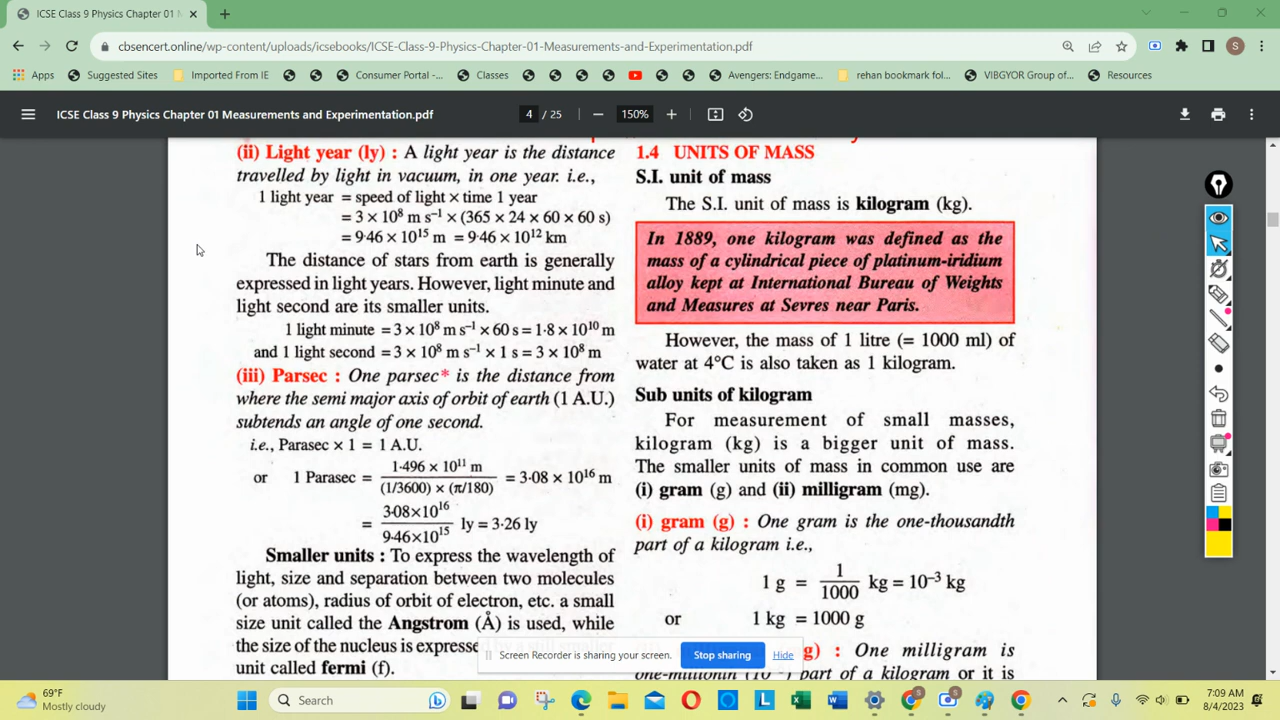 ICSE Class 9 Physics Chapter 01 M
cbsencert.online/wp-content/uploads/icsebooks/ICSE-Class-9-Physics-Chapter-01-Measurements-and-Experimentation.pdf
S
Apps Suggested Sites Imported From IE Consumer Portal -... Classes Avengers: Endgame... rehan bookmark fol... VIBGYOR Group of... Resources
ICSE Class 9 Physics Chapter 01 Measurements and Experimentation.pdf 4 / 25 150%
(ii) Light year (ly) : A light year is the distance
travelled by light in vacuum, in one year. i.e.,
1 light year = speed of light × time 1 year
= 3 × 10⁸ m s⁻¹ × (365 × 24 × 60 × 60 s)
= 9·46 × 10¹⁵ m = 9·46 × 10¹² km
The distance of stars from earth is generally
expressed in light years. However, light minute and
light second are its smaller units.
1 light minute = 3 × 10⁸ m s⁻¹ × 60 s = 1·8 × 10¹⁰ m
and 1 light second = 3 × 10⁸ m s⁻¹ × 1 s = 3 × 10⁸ m
(iii) Parsec : One parsec* is the distance from
where the semi major axis of orbit of earth (1 A.U.)
subtends an angle of one second.
i.e., Parasec × 1 = 1 A.U.
or 1 Parasec = 1·496 × 10¹¹ m / (1/3600) × (π/180) = 3·08 × 10¹⁶ m
= 3·08×10¹⁶ / 9·46×10¹⁵ ly = 3·26 ly
Smaller units : To express the wavelength of
light, size and separation between two molecules
(or atoms), radius of orbit of electron, etc. a small
size unit called the Angstrom (Å) is used, while
the size of the nucleus is expresse
unit called fermi (f).
1.4 UNITS OF MASS
S.I. unit of mass
The S.I. unit of mass is kilogram (kg).
In 1889, one kilogram was defined as the
mass of a cylindrical piece of platinum-iridium
alloy kept at International Bureau of Weights
and Measures at Sevres near Paris.
However, the mass of 1 litre (= 1000 ml) of
water at 4°C is also taken as 1 kilogram.
Sub units of kilogram
For measurement of small masses,
kilogram (kg) is a bigger unit of mass.
The smaller units of mass in common use are
(i) gram (g) and (ii) milligram (mg).
(i) gram (g) : One gram is the one-thousandth
part of a kilogram i.e.,
1 g = 1/1000 kg = 10⁻³ kg
or 1 kg = 1000 g
g) : One milligram is
part of a kilogram or it is
Screen Recorder is sharing your screen. Stop sharing Hide
69°F
Mostly cloudy
Search
7:09 AM
8/4/2023